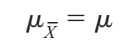 μ_X̅ = μ